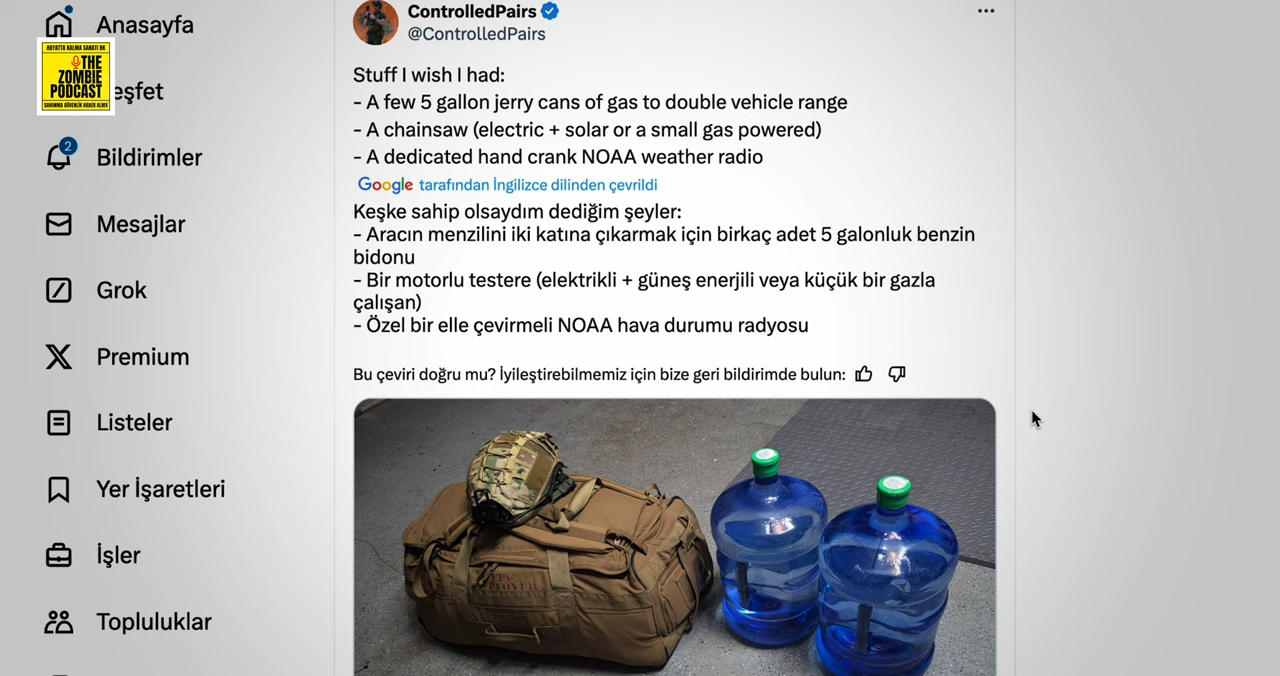 Anasayfa
HAYATTA KALMA SANATI HK
THE
ZOMBIE
PODCAST
SAVUNMA GÜVENLİK HABER ALMA
eşfet
2
Bildirimler
Mesajlar
Grok
Premium
Listeler
Yer İşaretleri
İşler
Topluluklar
ControlledPairs
@ControlledPairs
Stuff I wish I had:
- A few 5 gallon jerry cans of gas to double vehicle range
- A chainsaw (electric + solar or a small gas powered)
- A dedicated hand crank NOAA weather radio
Google tarafından İngilizce dilinden çevrildi
Keşke sahip olsaydım dediğim şeyler:
- Aracın menzilini iki katına çıkarmak için birkaç adet 5 galonluk benzin
bidonu
- Bir motorlu testere (elektrikli + güneş enerjili veya küçük bir gazla
çalışan)
- Özel bir elle çevirmeli NOAA hava durumu radyosu
Bu çeviri doğru mu? İyileştirebilmemiz için bize geri bildirimde bulun: